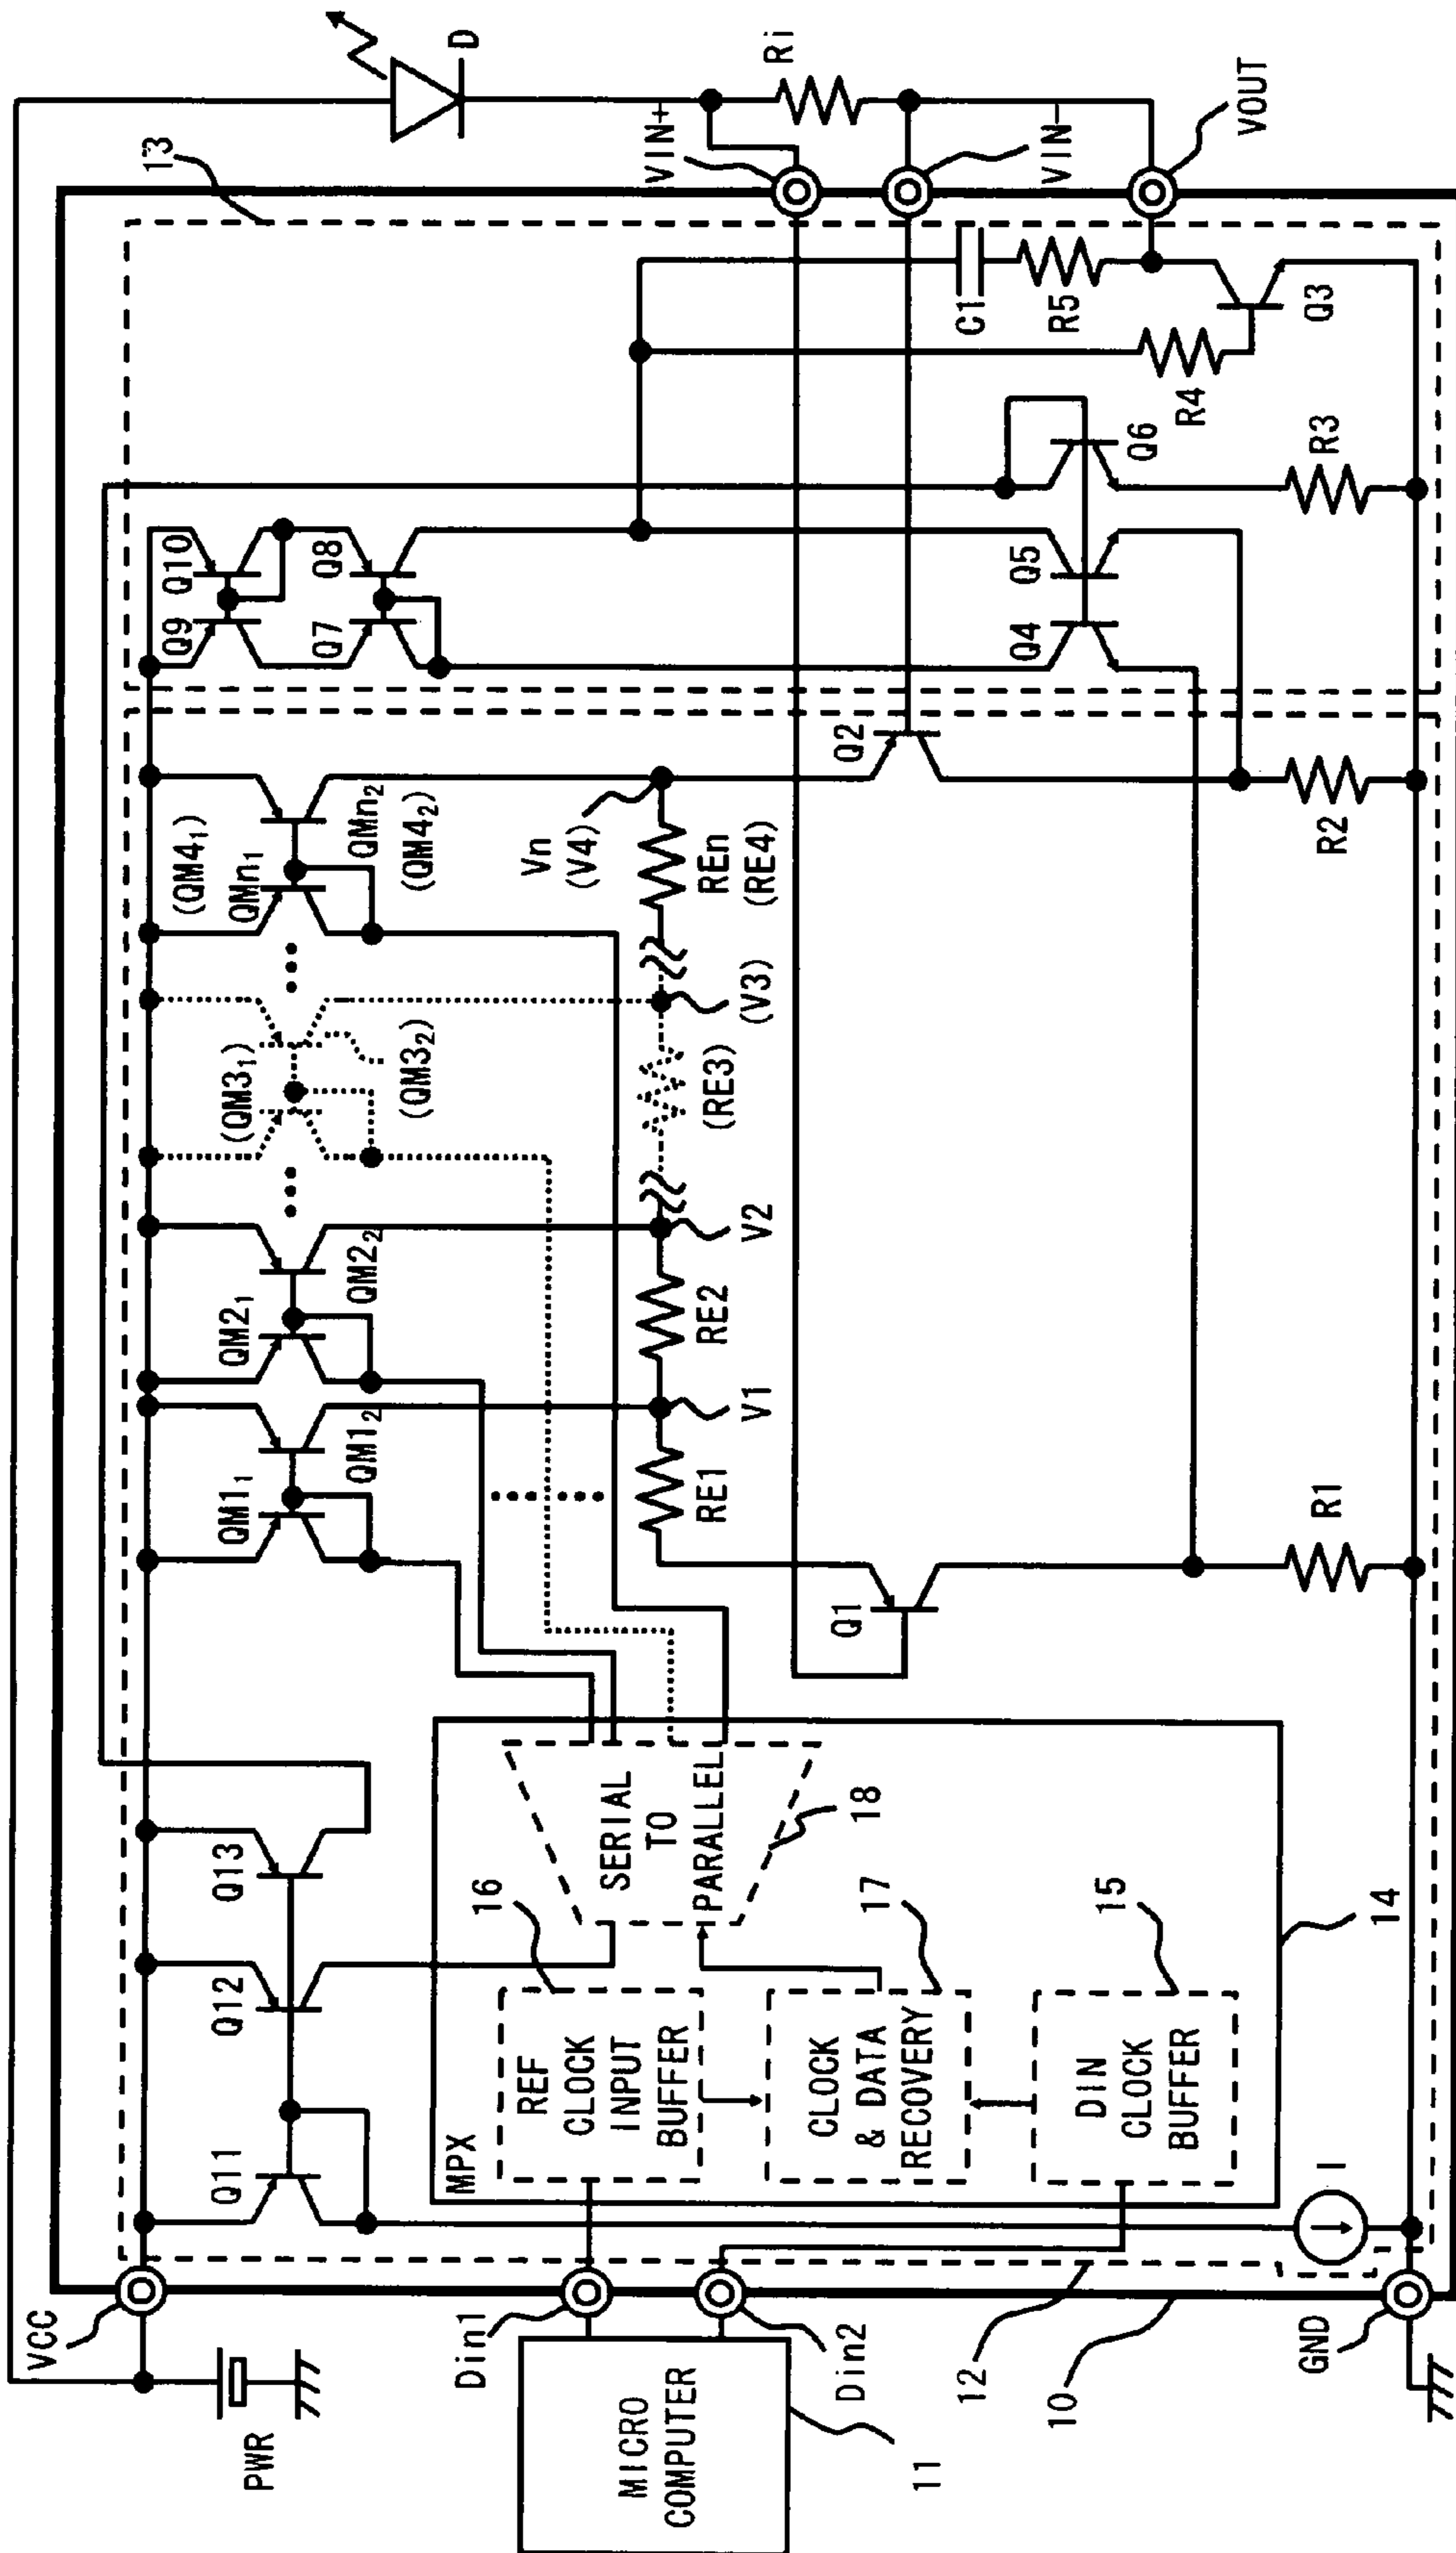 VCC
PWR
Q11
Q12
Q13
QM1₁
QM1₂
QM2₁
QM2₂
(QM3₁)
(QM3₂)
(QM4₁)
QMn₁
QMn₂
(QM4₂)
Q9
Q10
Q7
Q8
13
D
VIN+
Ri
VIN−
VOUT
C1
R5
R4
Q3
Q6
R3
Q5
Q4
Q2
R2
Vn
(V4)
REn
(RE4)
(V3)
(RE3)
V2
RE2
V1
RE1
Q1
R1
SERIAL
TO
PARALLEL
18
16
REF
CLOCK
INPUT
BUFFER
17
CLOCK
& DATA
RECOVERY
15
DIN
CLOCK
BUFFER
14
MPX
I
Din1
Din2
MICRO
COMPUTER
11
12
10
GND